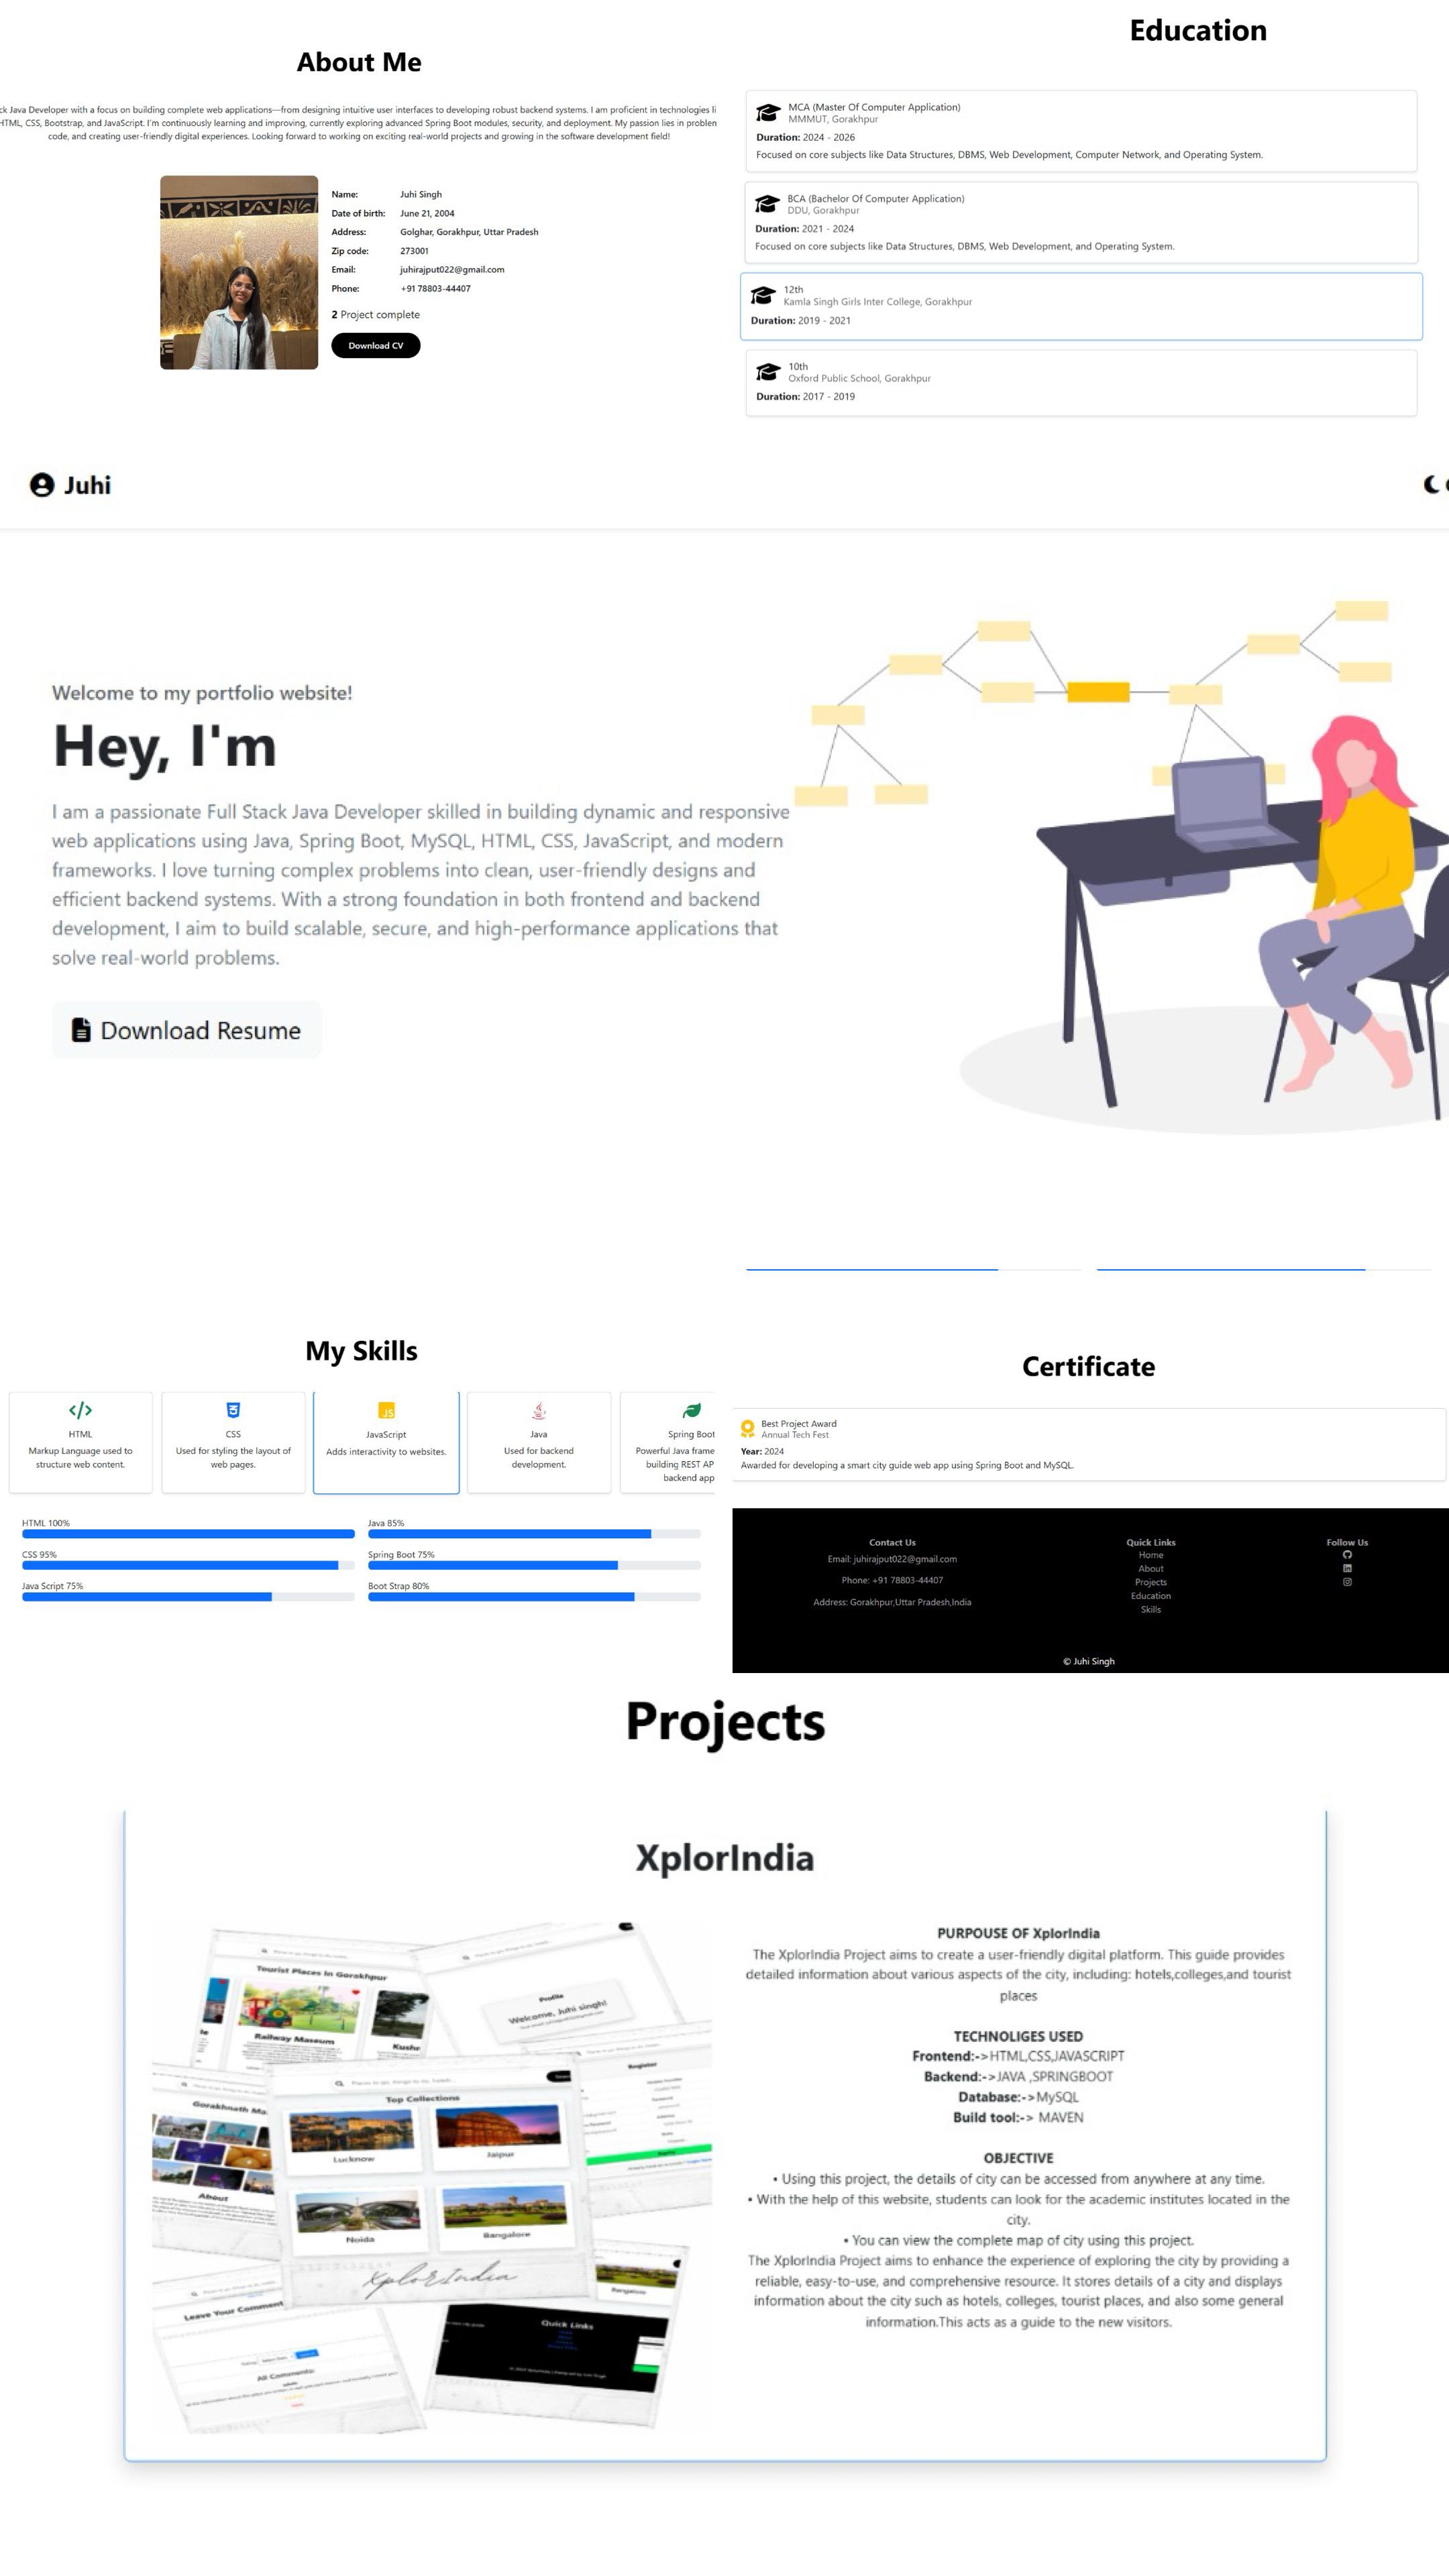 About Me
ck Java Developer with a focus on building complete web applications—from designing intuitive user interfaces to developing robust backend systems. I am proficient in technologies li
HTML, CSS, Bootstrap, and JavaScript. I'm continuously learning and improving, currently exploring advanced Spring Boot modules, security, and deployment. My passion lies in problem
code, and creating user-friendly digital experiences. Looking forward to working on exciting real-world projects and growing in the software development field!
Name: Juhi Singh
Date of birth: June 21, 2004
Address: Golghar, Gorakhpur, Uttar Pradesh
Zip code: 273001
Email: juhirajput022@gmail.com
Phone: +91 78803-44407
2 Project complete
Download CV
Education
MCA (Master Of Computer Application)
MMMUT, Gorakhpur
Duration: 2024 - 2026
Focused on core subjects like Data Structures, DBMS, Web Development, Computer Network, and Operating System.
BCA (Bachelor Of Computer Application)
DDU, Gorakhpur
Duration: 2021 - 2024
Focused on core subjects like Data Structures, DBMS, Web Development, and Operating System.
12th
Kamla Singh Girls Inter College, Gorakhpur
Duration: 2019 - 2021
10th
Oxford Public School, Gorakhpur
Duration: 2017 - 2019
Juhi
Welcome to my portfolio website!
Hey, I'm
I am a passionate Full Stack Java Developer skilled in building dynamic and responsive
web applications using Java, Spring Boot, MySQL, HTML, CSS, JavaScript, and modern
frameworks. I love turning complex problems into clean, user-friendly designs and
efficient backend systems. With a strong foundation in both frontend and backend
development, I aim to build scalable, secure, and high-performance applications that
solve real-world problems.
Download Resume
My Skills
HTML
Markup Language used to
structure web content.
CSS
Used for styling the layout of
web pages.
JS
JavaScript
Adds interactivity to websites.
Java
Used for backend
development.
Spring Boot
Powerful Java frame
building REST AP
backend app
HTML 100%
CSS 95%
Java Script 75%
Java 85%
Spring Boot 75%
Boot Strap 80%
Certificate
Best Project Award
Annual Tech Fest
Year: 2024
Awarded for developing a smart city guide web app using Spring Boot and MySQL.
Contact Us
Email: juhirajput022@gmail.com
Phone: +91 78803-44407
Address: Gorakhpur,Uttar Pradesh,India
Quick Links
Home
About
Projects
Education
Skills
Follow Us
© Juhi Singh
Projects
XplorIndia
Tourist Places In Gorakhpur
Railway Museum
Kushr
Profile
Welcome, Juhi singh!
Register
Gorakhnath Ma
About
Top Collections
Lucknow
Jaipur
Noida
Bangalore
XplorIndia
Leave Your Comment
All Comments:
Quick Links
Bangalore
PURPOUSE OF XplorIndia
The XplorIndia Project aims to create a user-friendly digital platform. This guide provides
detailed information about various aspects of the city, including: hotels,colleges,and tourist
places
TECHNOLIGES USED
Frontend:->HTML,CSS,JAVASCRIPT
Backend:->JAVA ,SPRINGBOOT
Database:->MySQL
Build tool:-> MAVEN
OBJECTIVE
• Using this project, the details of city can be accessed from anywhere at any time.
• With the help of this website, students can look for the academic institutes located in the
city.
• You can view the complete map of city using this project.
The XplorIndia Project aims to enhance the experience of exploring the city by providing a
reliable, easy-to-use, and comprehensive resource. It stores details of a city and displays
information about the city such as hotels, colleges, tourist places, and also some general
information.This acts as a guide to the new visitors.